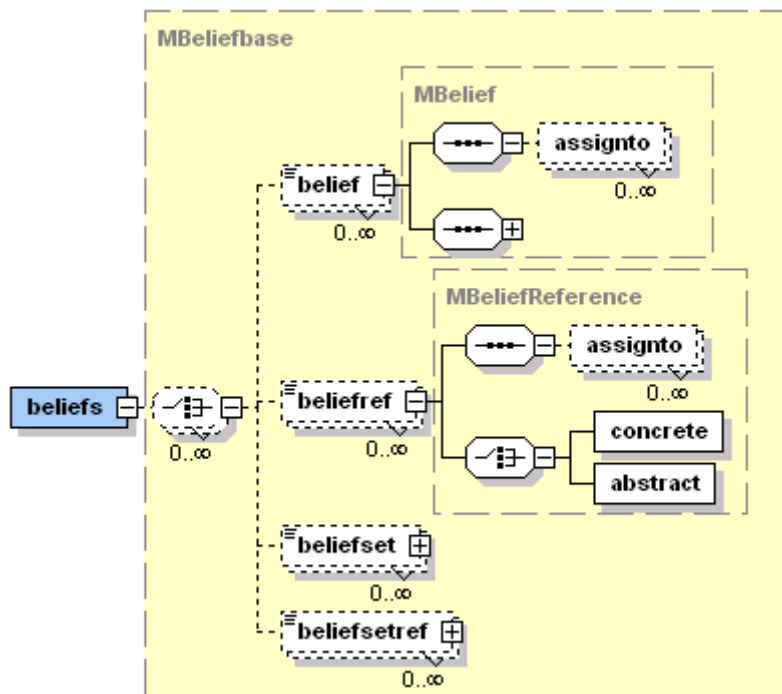 MBeliefbase
MBelief
assignto
0..∞
belief
0..∞
MBeliefReference
assignto
0..∞
beliefs
0..∞
beliefref
0..∞
concrete
abstract
beliefset
0..∞
beliefsetref
0..∞